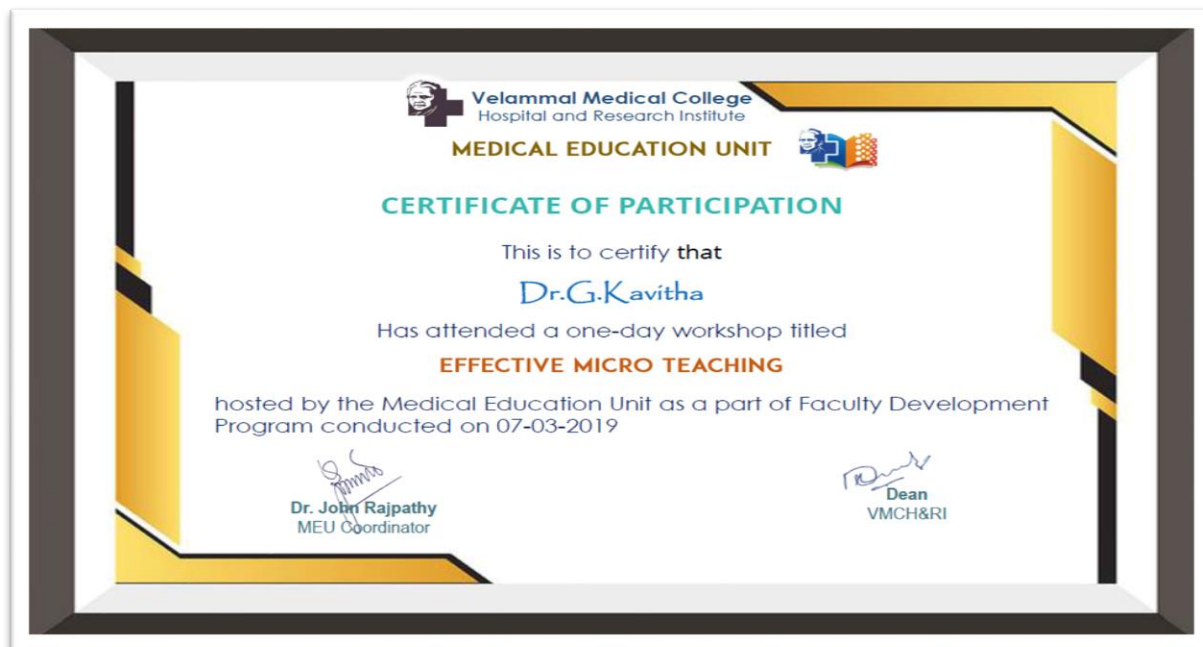 Velammal Medical College
Hospital and Research Institute
MEDICAL EDUCATION UNIT
CERTIFICATE OF PARTICIPATION
This is to certify that
Dr.G.Kavitha
Has attended a one-day workshop titled
EFFECTIVE MICRO TEACHING
hosted by the Medical Education Unit as a part of Faculty Development
Program conducted on 07-03-2019
Dr. John Rajpathy
MEU Coordinator
Dean
VMCH&RI